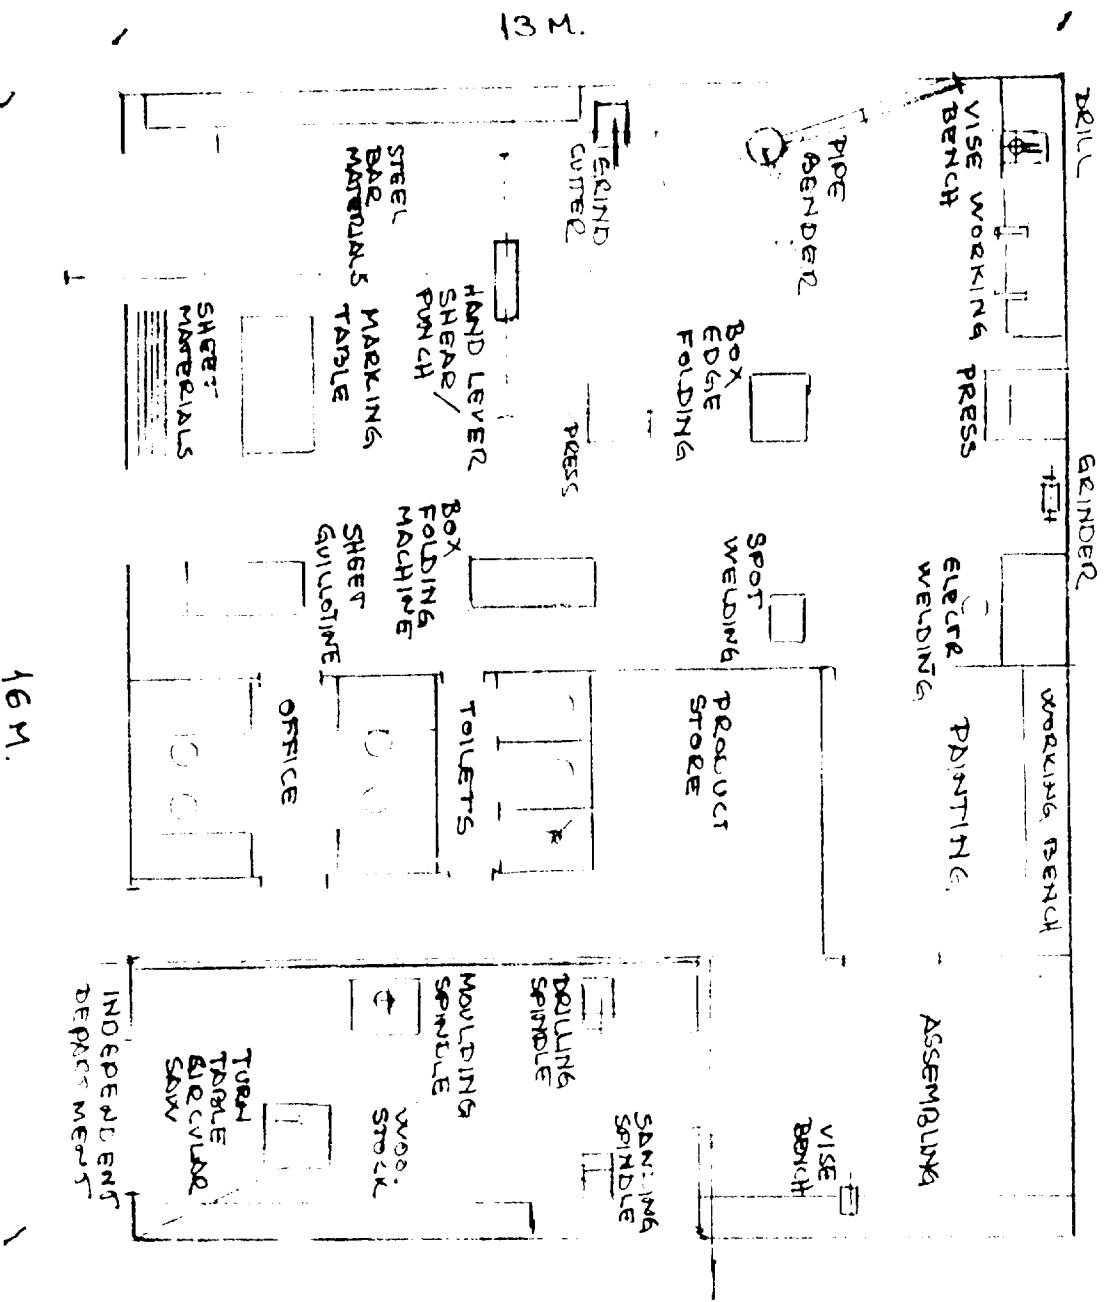 13 M.
DRILL
VISE WORKING
BENCH
PIPE
BENDER
GRIND
CUTTER
STEEL
BAR
MATERIALS
HAND LEVER
SHEAR/
PUNCH
MARKING
TABLE
SHEET
MATERIALS
PRESS
BOX
EDGE
FOLDING
PRESS
GRINDER
ELECTR
WELDING
SPOT
WELDING
BOX
FOLDING
MACHINE
SHEET
GUILLOTINE
16 M.
WORKING BENCH
PAINTING
PRODUCT
STORE
TOILETS
OFFICE
ASSEMBLING
VISE
BENCH
DRILLING
SPINDLE
SANDING
SPINDLE
MOULDING
SPINDLE
STOCK
TURN
TABLE
CIRCULAR
SAW
INDEPENDENT
DEPARTMENT